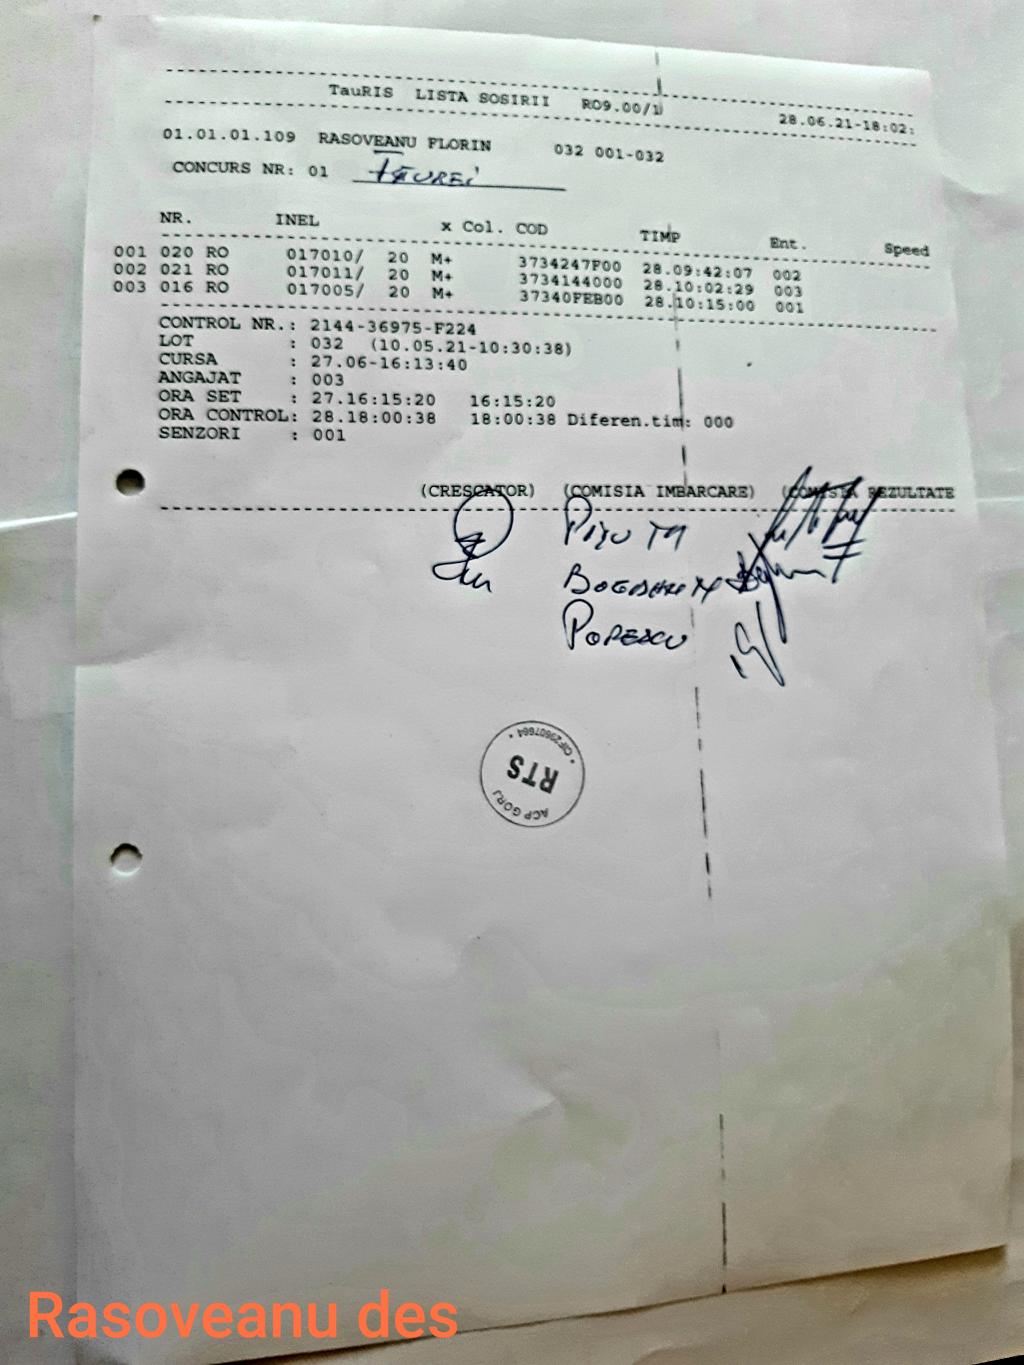 TauRIS LISTA SOSIRII RO9.00/1
28.06.21-18:02:
01.01.01.109 RASOVEANU FLORIN 032 001-032
CONCURS NR: 01
NR. INEL x Col. COD TIMP Ent. Speed
001 020 RO 017010/ 20 M+ 3734247F00 28.09:42:07 002
002 021 RO 017011/ 20 M+ 3734144000 28.10:02:29 003
003 016 RO 017005/ 20 M+ 37340FEB00 28.10:15:00 001
CONTROL NR.: 2144-36975-F224
LOT : 032 (10.05.21-10:30:38)
CURSA : 27.06-16:13:40
ANGAJAT : 003
ORA SET : 27.16:15:20 16:15:20
ORA CONTROL: 28.18:00:38 18:00:38 Diferen.tim: 000
SENZORI : 001
(CRESCATOR) (COMISIA IMBARCARE) (COMISIA REZULTATE
POPESCU
ACP GORJ
RTS
* CIF29607664 *
Rasoveanu des